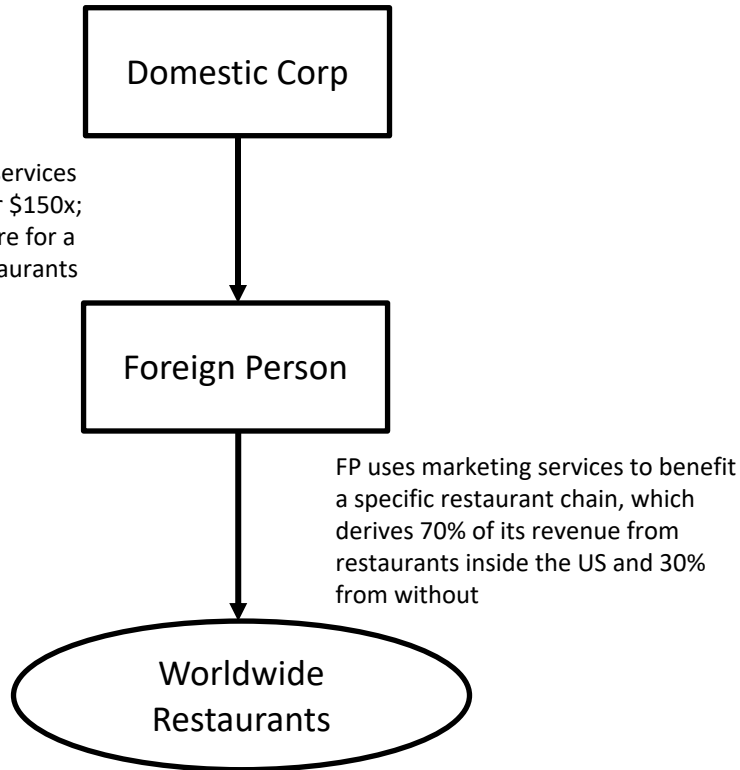 Domestic Corp
ervices
r $150x;
re for a
aurants
Foreign Person
FP uses marketing services to benefit
a specific restaurant chain, which
derives 70% of its revenue from
restaurants inside the US and 30%
from without
Worldwide
Restaurants